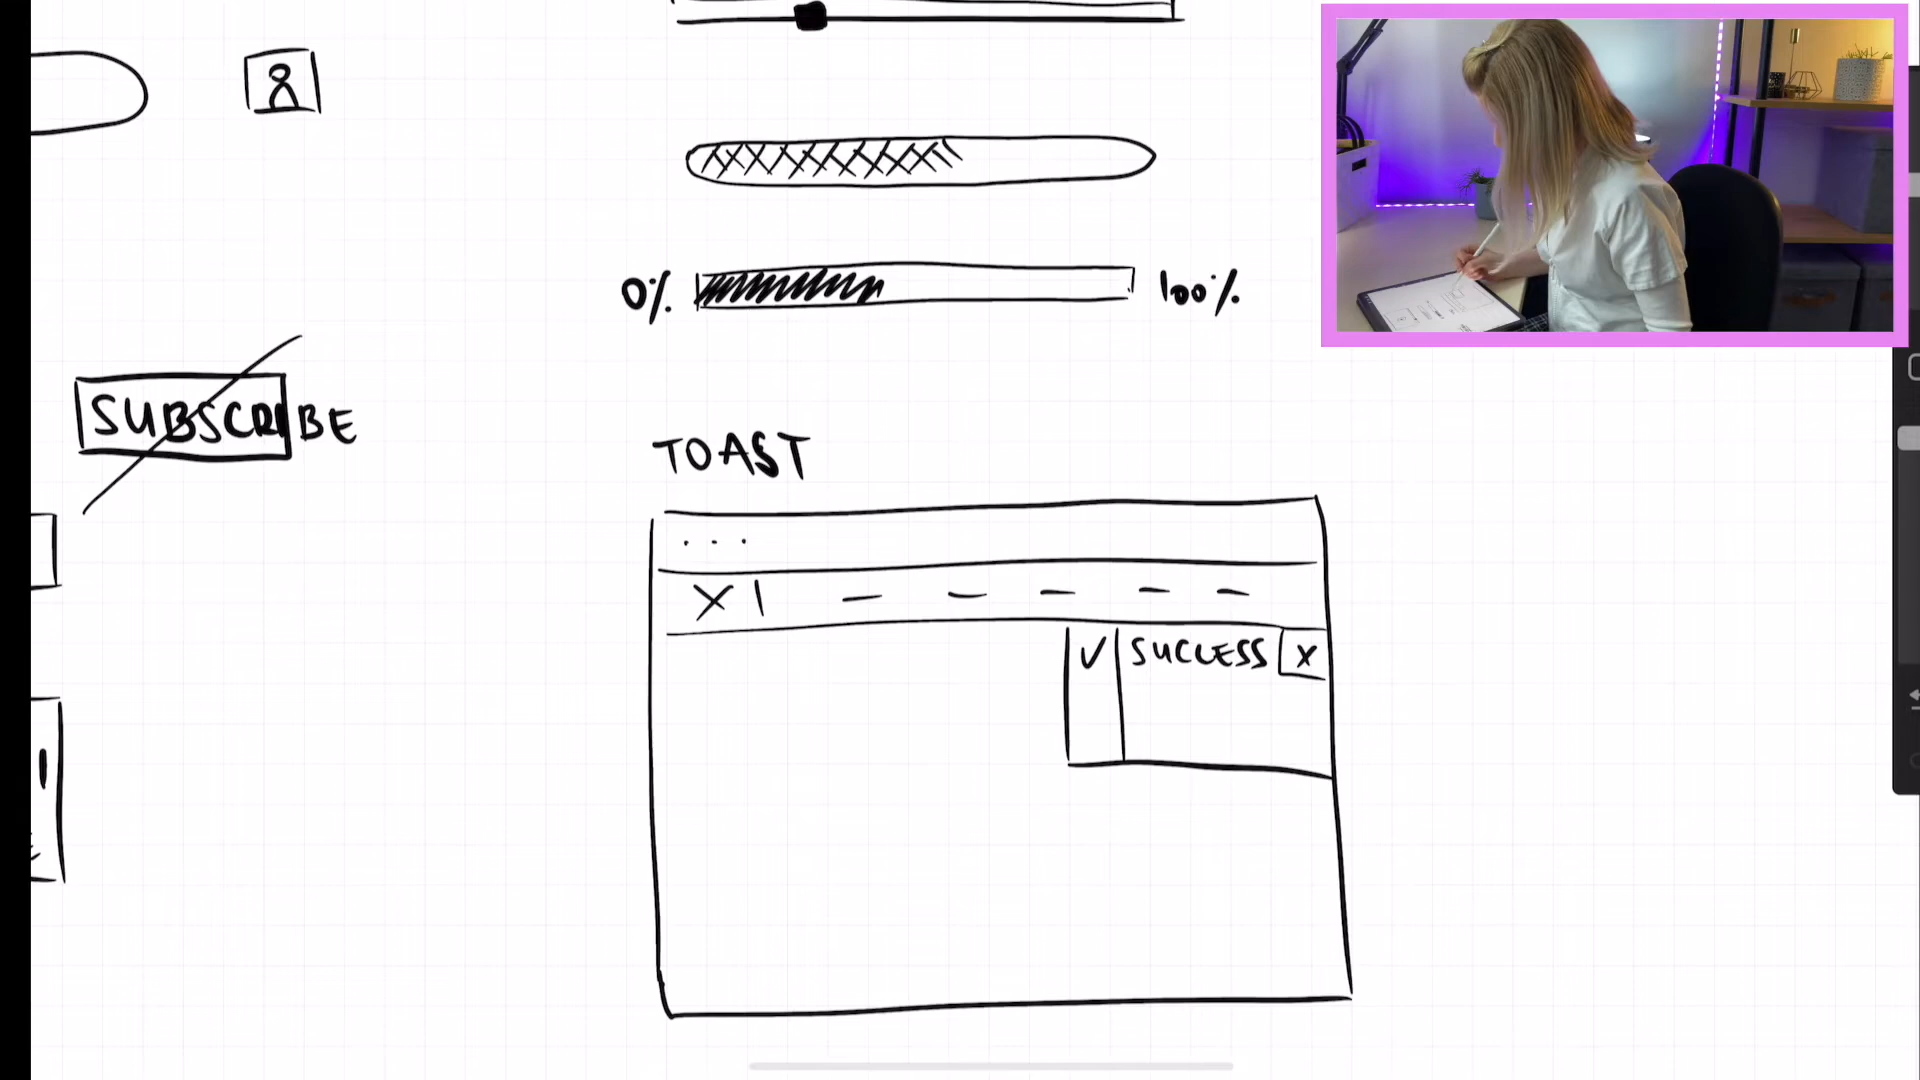 0% 100%
SUBSCRIBE
TOAST
X |
✓ SUCCESS X